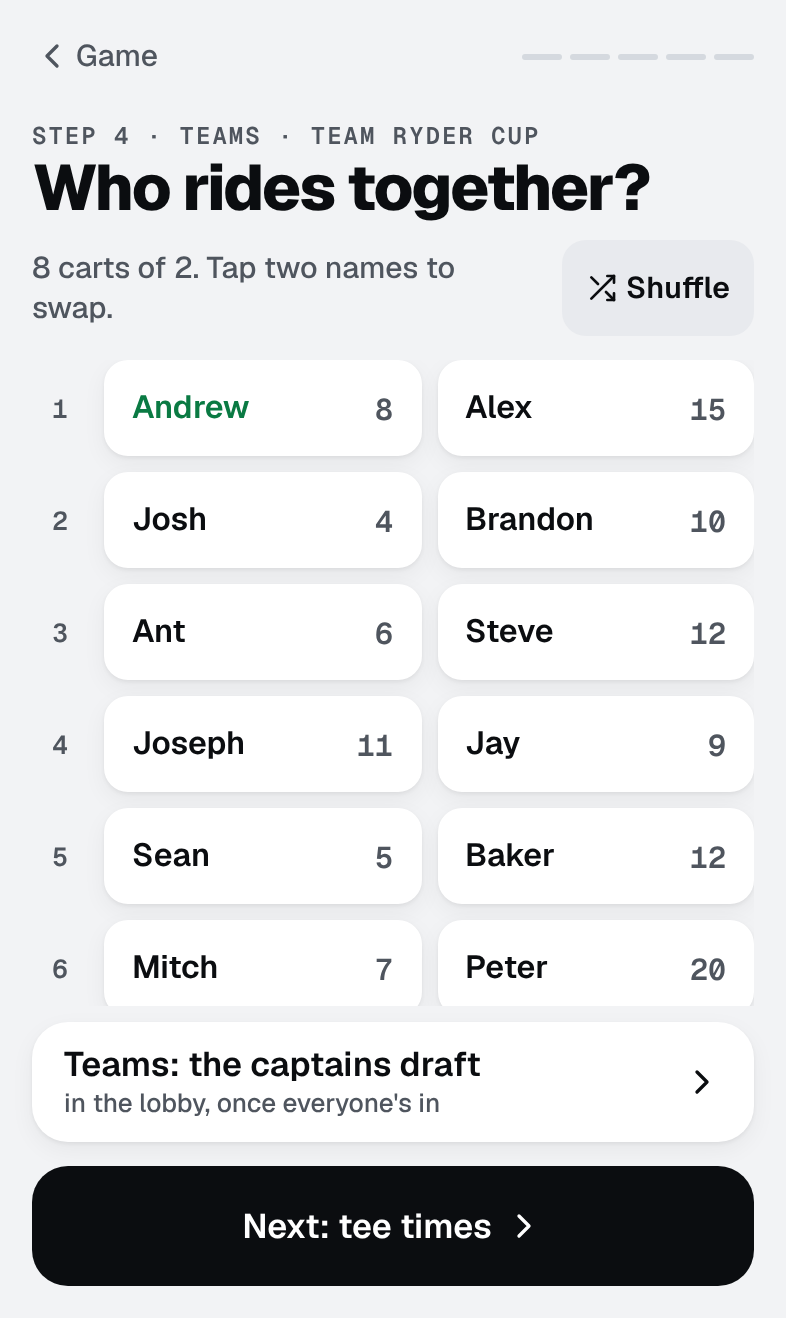 Game
STEP 4 · TEAMS · TEAM RYDER CUP
Who rides together?
8 carts of 2. Tap two names to
swap.
Shuffle
1 Andrew 8 Alex 15
2 Josh 4 Brandon 10
3 Ant 6 Steve 12
4 Joseph 11 Jay 9
5 Sean 5 Baker 12
6 Mitch 7 Peter 20
Teams: the captains draft
in the lobby, once everyone's in
Next: tee times